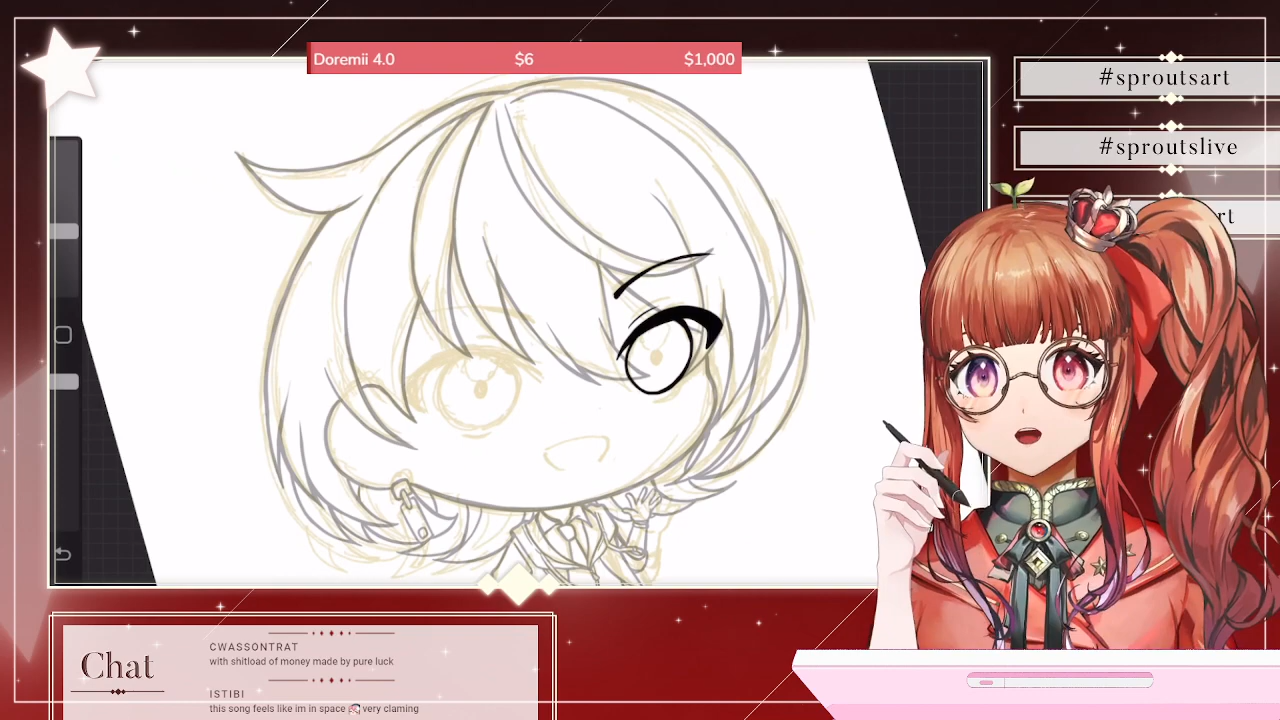 Doremii 4.0 $6 $1,000
#sproutsart
#sproutslive
rt
Chat
CWASSONTRAT
with shitload of money made by pure luck
ISTIBI
this song feels like im in space very claming